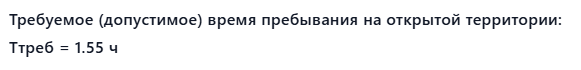 Требуемое (допустимое) время пребывания на открытой территории:
Tтреб = 1.55 ч